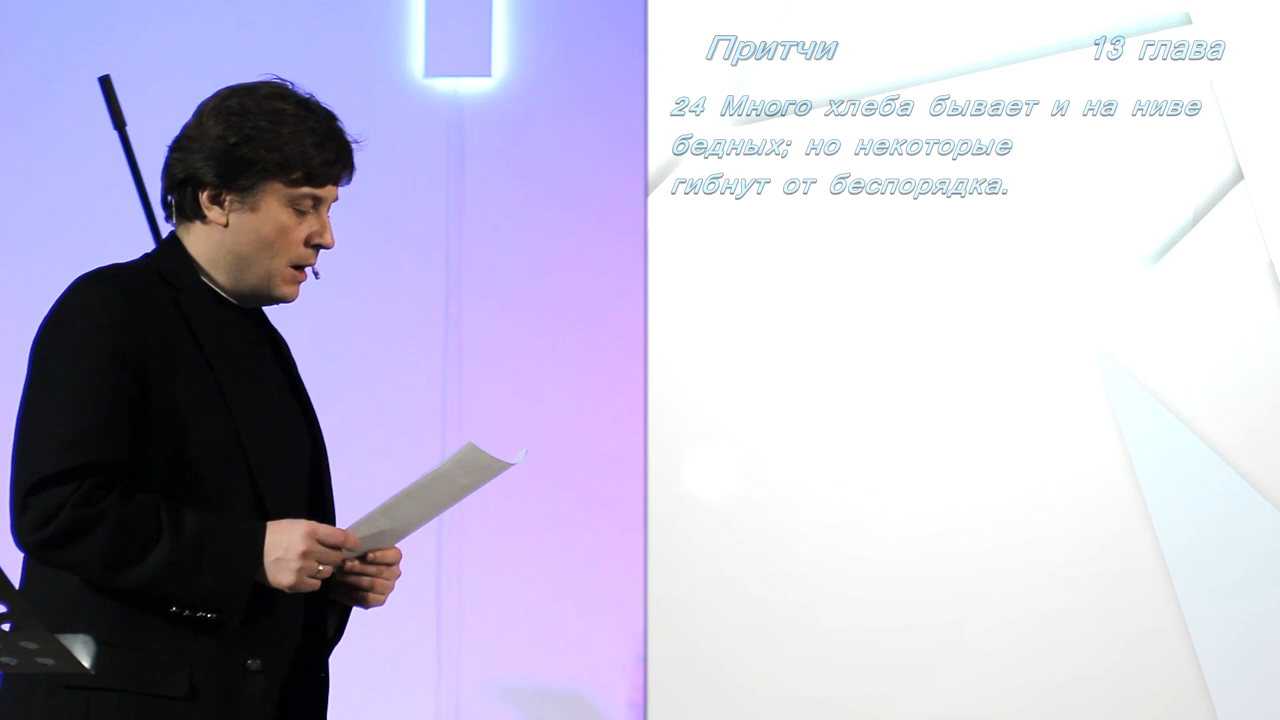 Притчи 13 глава
24 Много хлеба бывает и на ниве
бедных; но некоторые
гибнут от беспорядка.